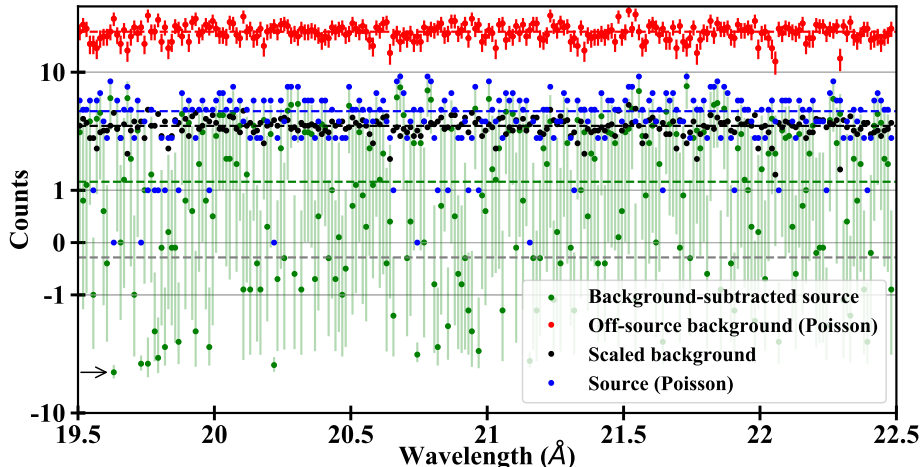 Counts
10
1
0
-1
-10
Background-subtracted source
Off-source background (Poisson)
Scaled background
Source (Poisson)
19.5 20 20.5 21 21.5 22 22.5
Wavelength (Å)